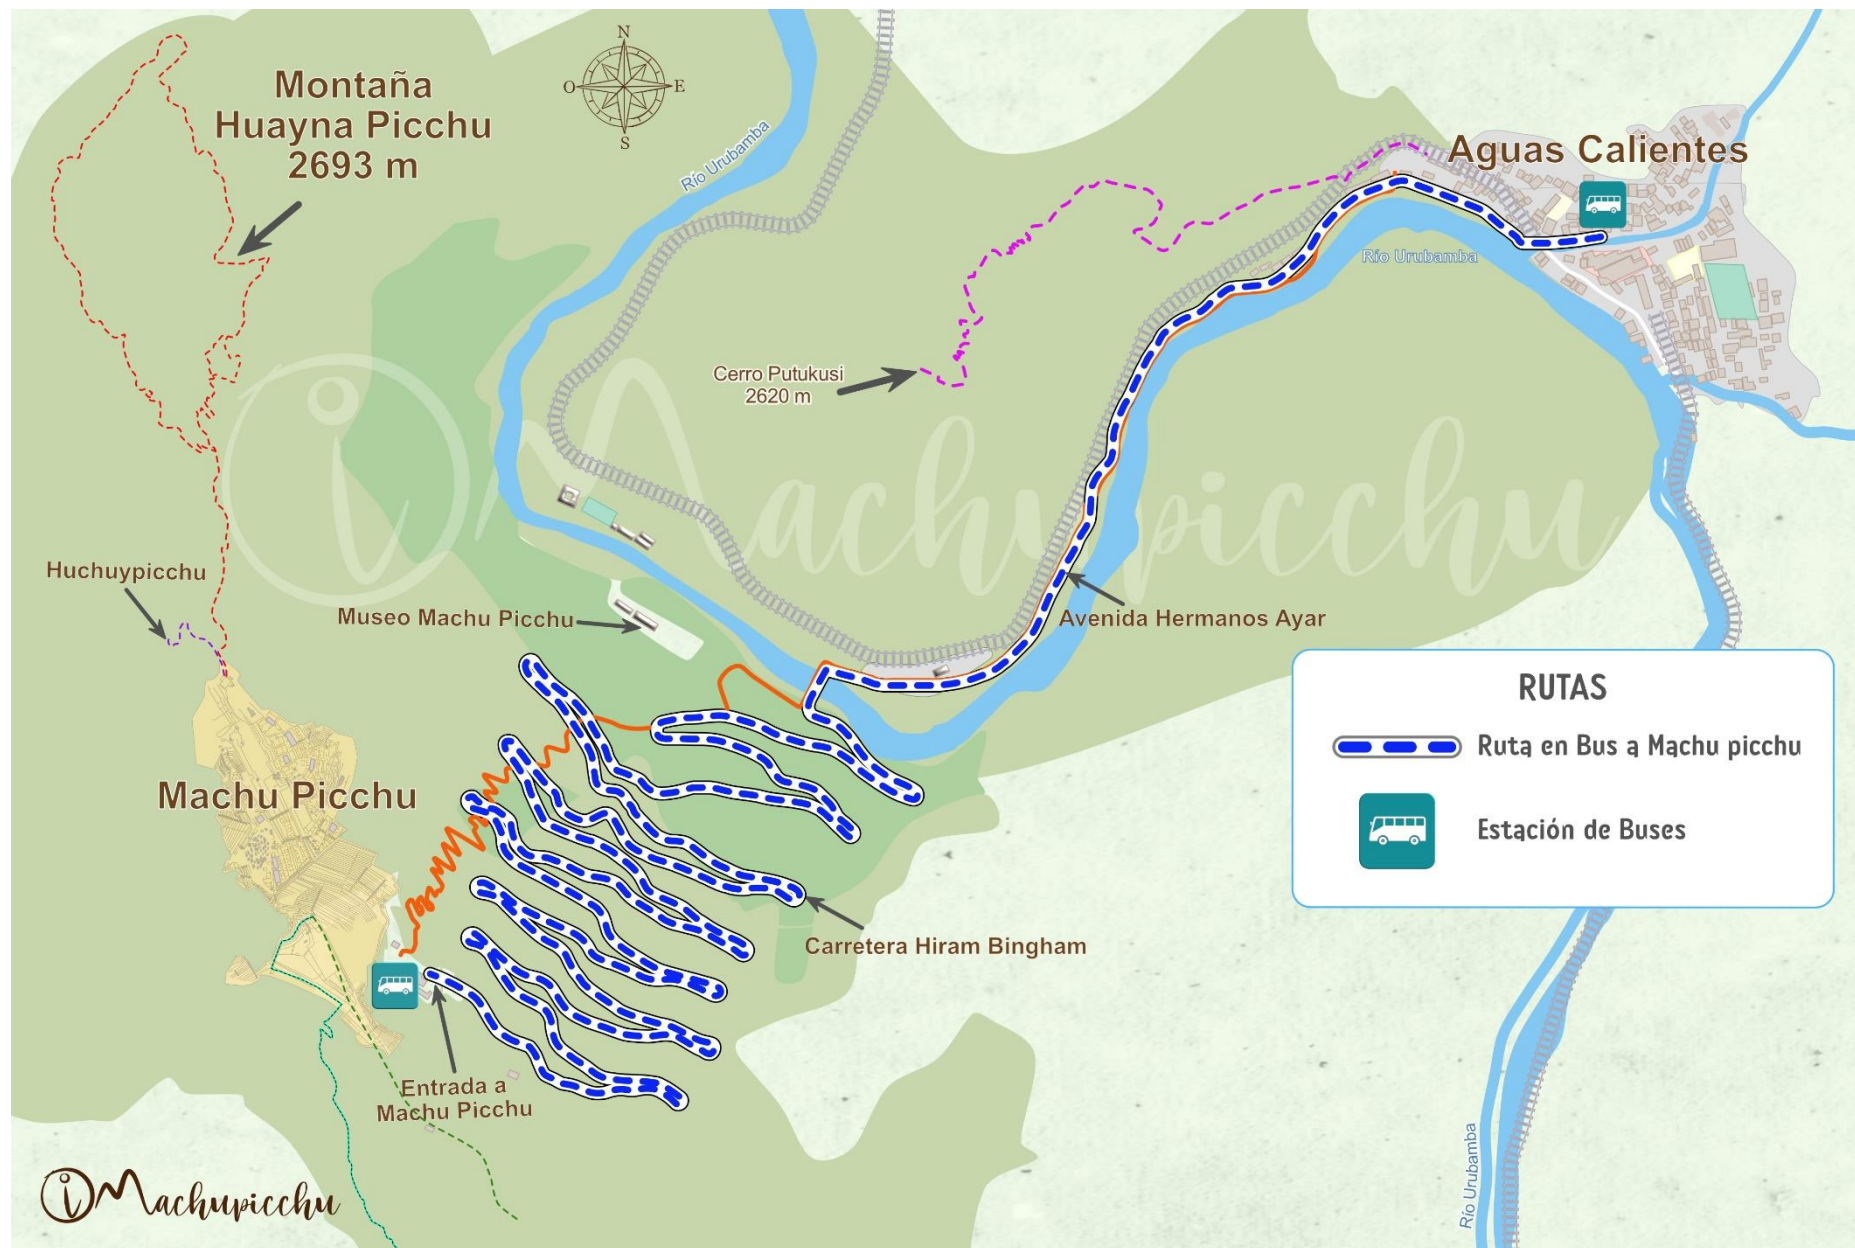 N
O
E
S
Montaña
Huayna Picchu
2693 m
Río Urubamba
Aguas Calientes
Río Urubamba
Cerro Putukusi
2620 m
iMachupicchu
Huchuypicchu
Museo Machu Picchu
Avenida Hermanos Ayar
RUTAS
Ruta en Bus a Machu picchu
Estación de Buses
Machu Picchu
Carretera Hiram Bingham
Entrada a
Machu Picchu
Río Urubamba
iMachupicchu